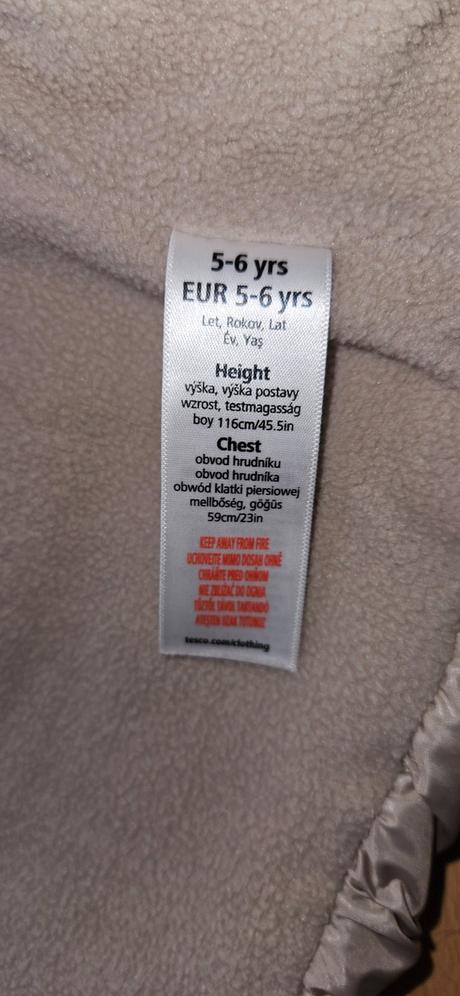 5-6 yrs
EUR 5-6 yrs
Let, Rokov, Lat
Év, Yaş
Height
výška, výška postavy
wzrost, testmagasság
boy 116cm/45.5in
Chest
obvod hrudníku
obvod hrudníka
obwód klatki piersiowej
mellbőség, göğüs
59cm/23in
KEEP AWAY FROM FIRE
UCHOVEJTE MIMO DOSAH OHNĚ
CHRÁŇTE PRED OHŇOM
NIE ZBLIŻAĆ DO OGNIA
TŰZTŐL TÁVOL TARTANDÓ
ATEŞTEN UZAK TUTUNUZ
tesco.com/clothing